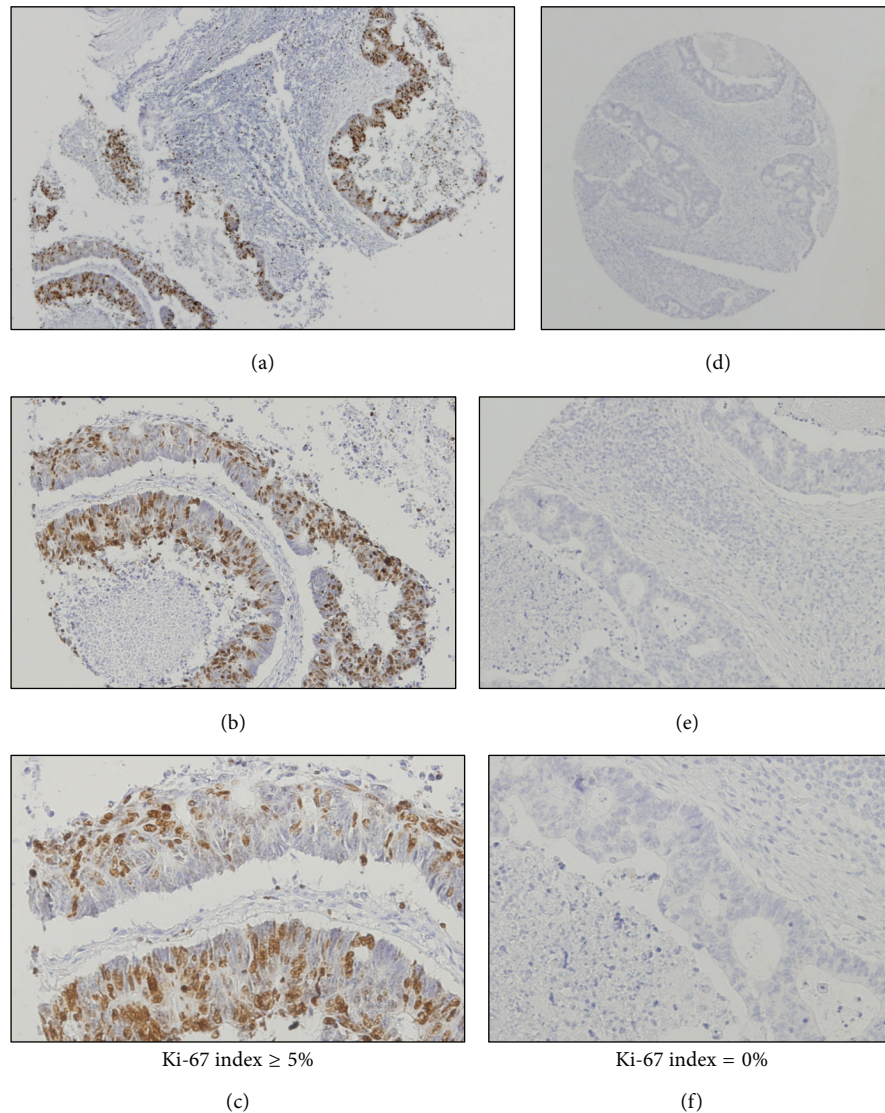 (a)
(d)
(b)
(e)
Ki-67 index ≥ 5%
Ki-67 index = 0%
(c)
(f)